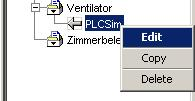 Ventilator
PLCSim
Edit
Zimmerbele
Copy
Delete